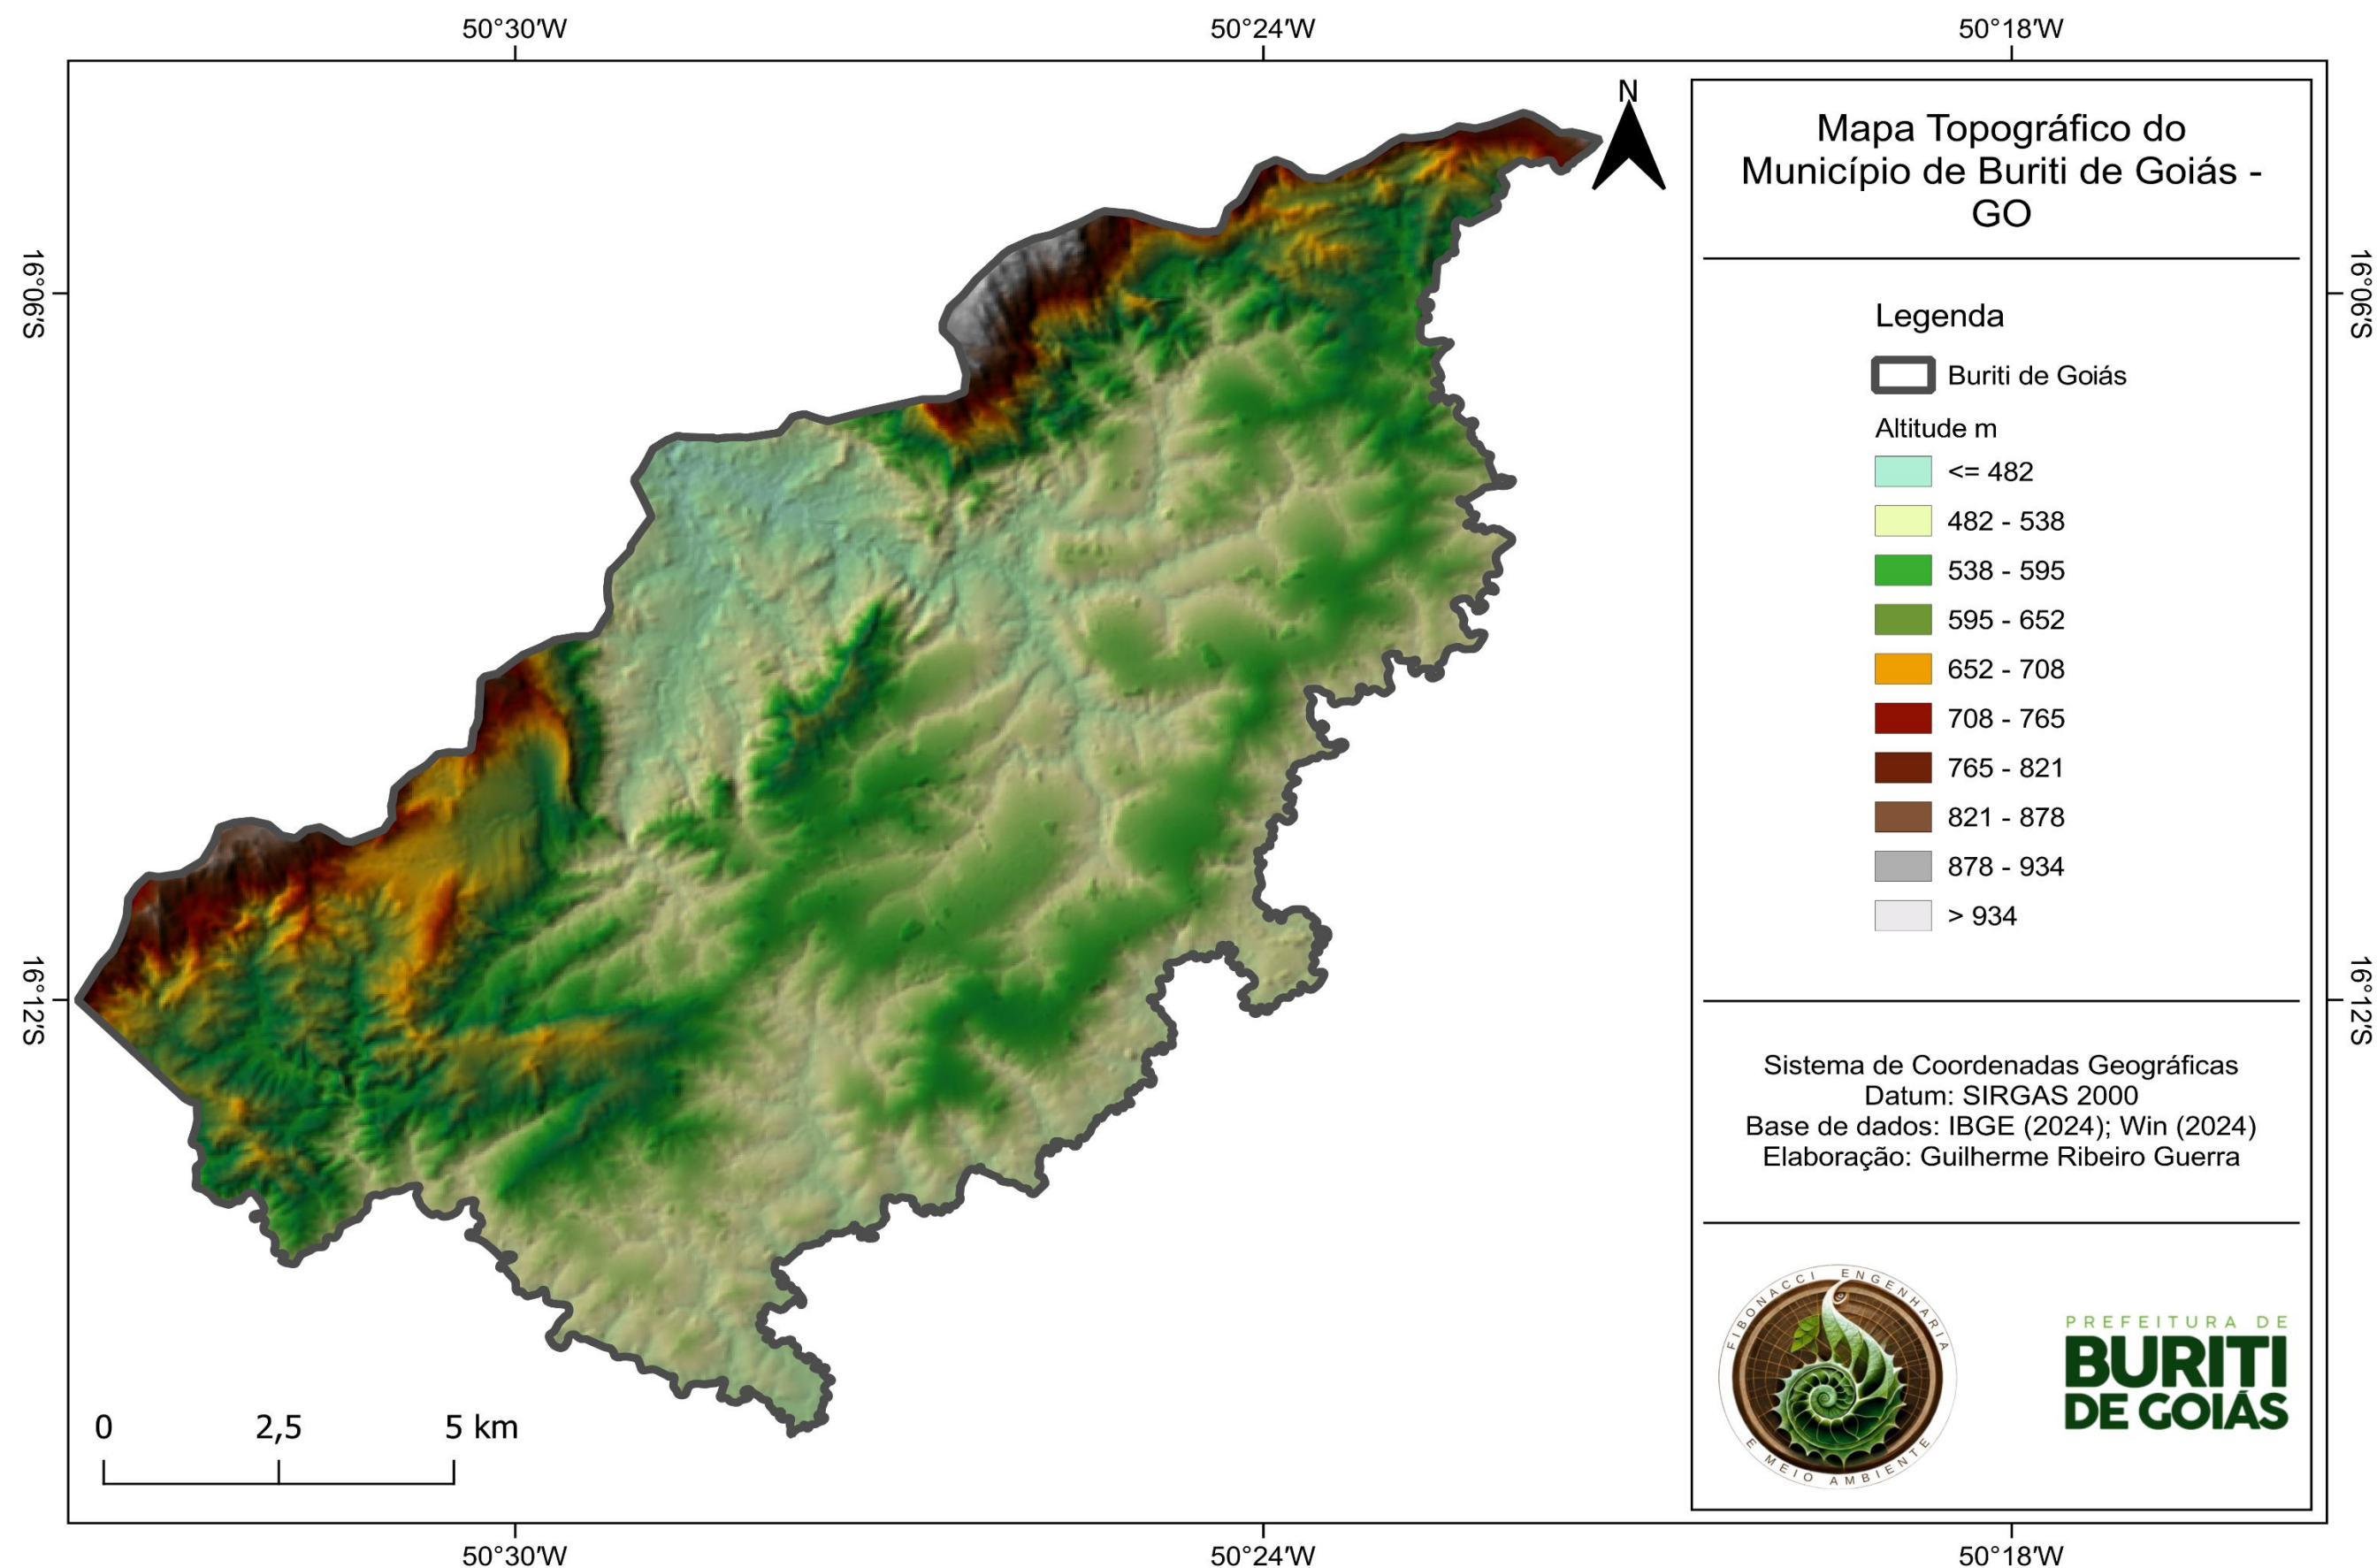 50°30′W
50°24′W
50°18′W
N
16°06′S
16°06′S
16°12′S
16°12′S
Mapa Topográfico do
Município de Buriti de Goiás -
GO
Legenda
Buriti de Goiás
Altitude m
<= 482
482 - 538
538 - 595
595 - 652
652 - 708
708 - 765
765 - 821
821 - 878
878 - 934
> 934
Sistema de Coordenadas Geográficas
Datum: SIRGAS 2000
Base de dados: IBGE (2024); Win (2024)
Elaboração: Guilherme Ribeiro Guerra
FIBONACCI ENGENHARIA
E MEIO AMBIENTE
PREFEITURA DE
BURITI
DE GOIÁS
0 2,5 5 km
50°30′W
50°24′W
50°18′W